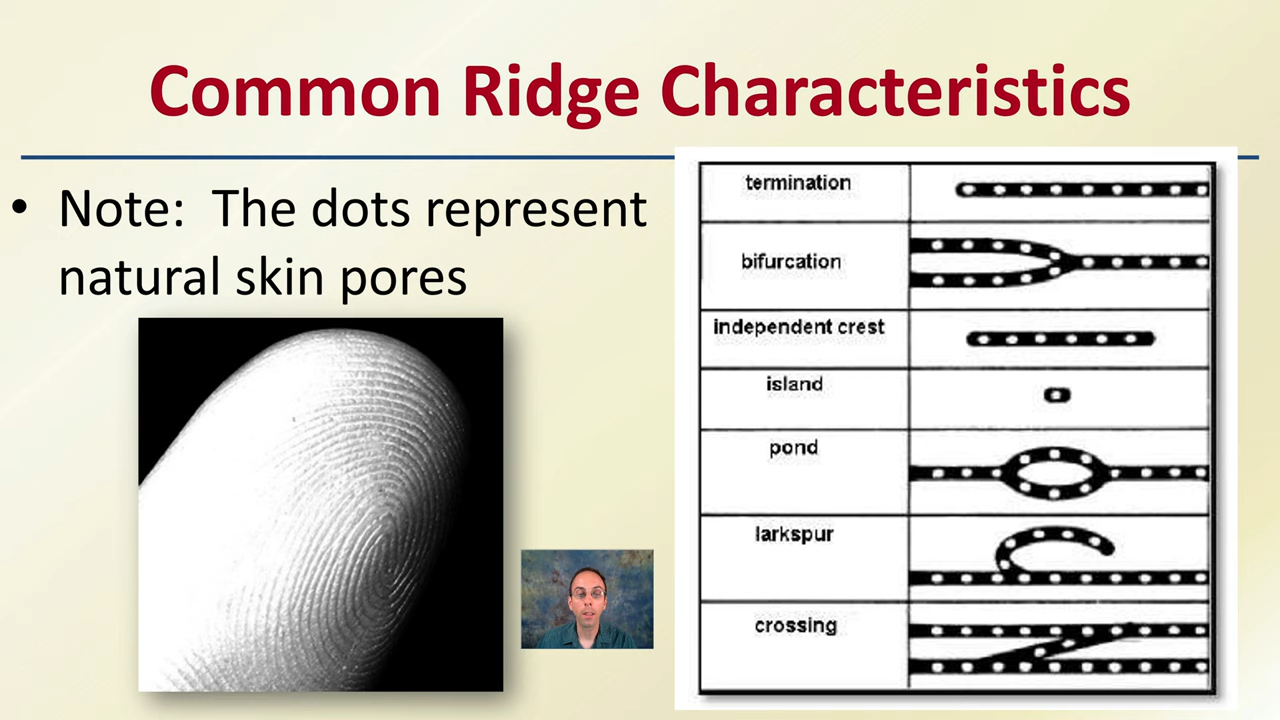 Common Ridge Characteristics
• Note: The dots represent
natural skin pores
termination
bifurcation
independent crest
island
pond
larkspur
crossing